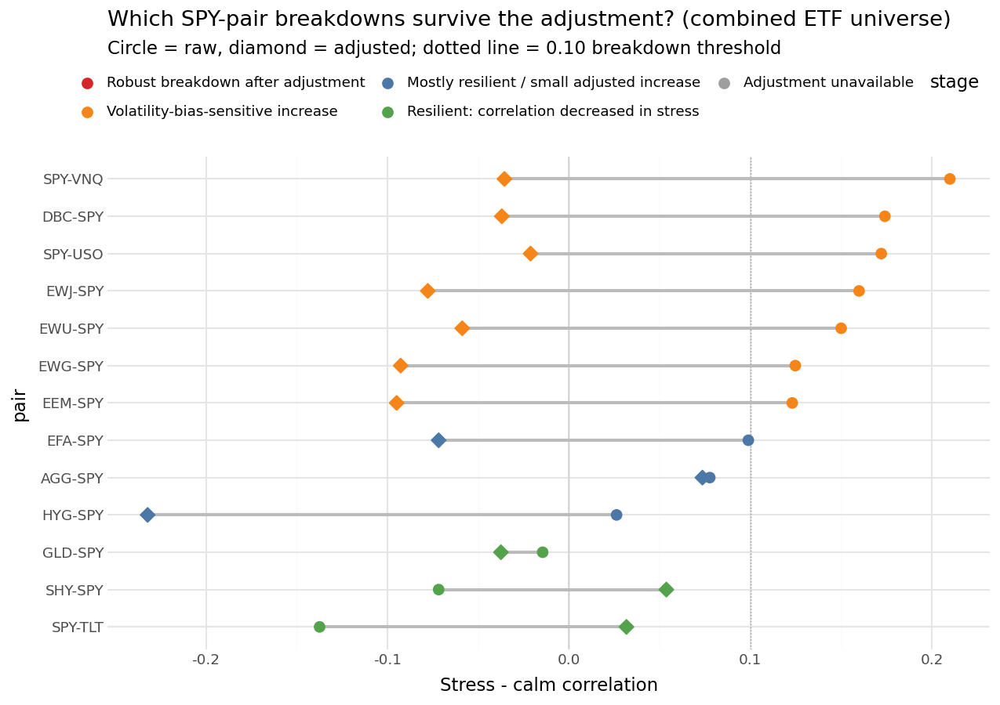 Which SPY-pair breakdowns survive the adjustment? (combined ETF universe)
Circle = raw, diamond = adjusted; dotted line = 0.10 breakdown threshold
Robust breakdown after adjustment
Mostly resilient / small adjusted increase
Adjustment unavailable
stage
Volatility-bias-sensitive increase
Resilient: correlation decreased in stress
pair
SPY-VNQ
DBC-SPY
SPY-USO
EWJ-SPY
EWU-SPY
EWG-SPY
EEM-SPY
EFA-SPY
AGG-SPY
HYG-SPY
GLD-SPY
SHY-SPY
SPY-TLT
-0.2
-0.1
0.0
0.1
0.2
Stress - calm correlation